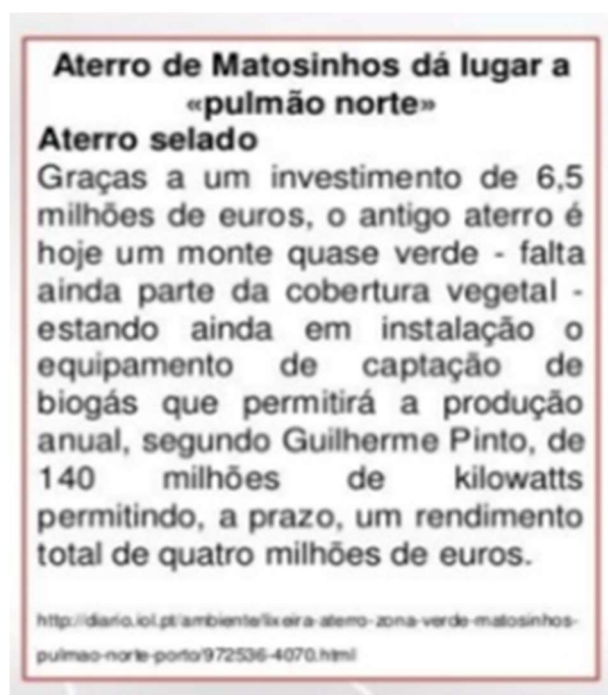 Aterro de Matosinhos dá lugar a
«pulmão norte»
Aterro selado
Graças a um investimento de 6,5
milhões de euros, o antigo aterro é
hoje um monte quase verde - falta
ainda parte da cobertura vegetal -
estando ainda em instalação o
equipamento de captação de
biogás que permitirá a produção
anual, segundo Guilherme Pinto, de
140 milhões de kilowatts
permitindo, a prazo, um rendimento
total de quatro milhões de euros.
http://diario.iol.pt/ambiente/lixeira-aterro-zona-verde-matosinhos-
pulmao-norte-porto/972536-4070.html